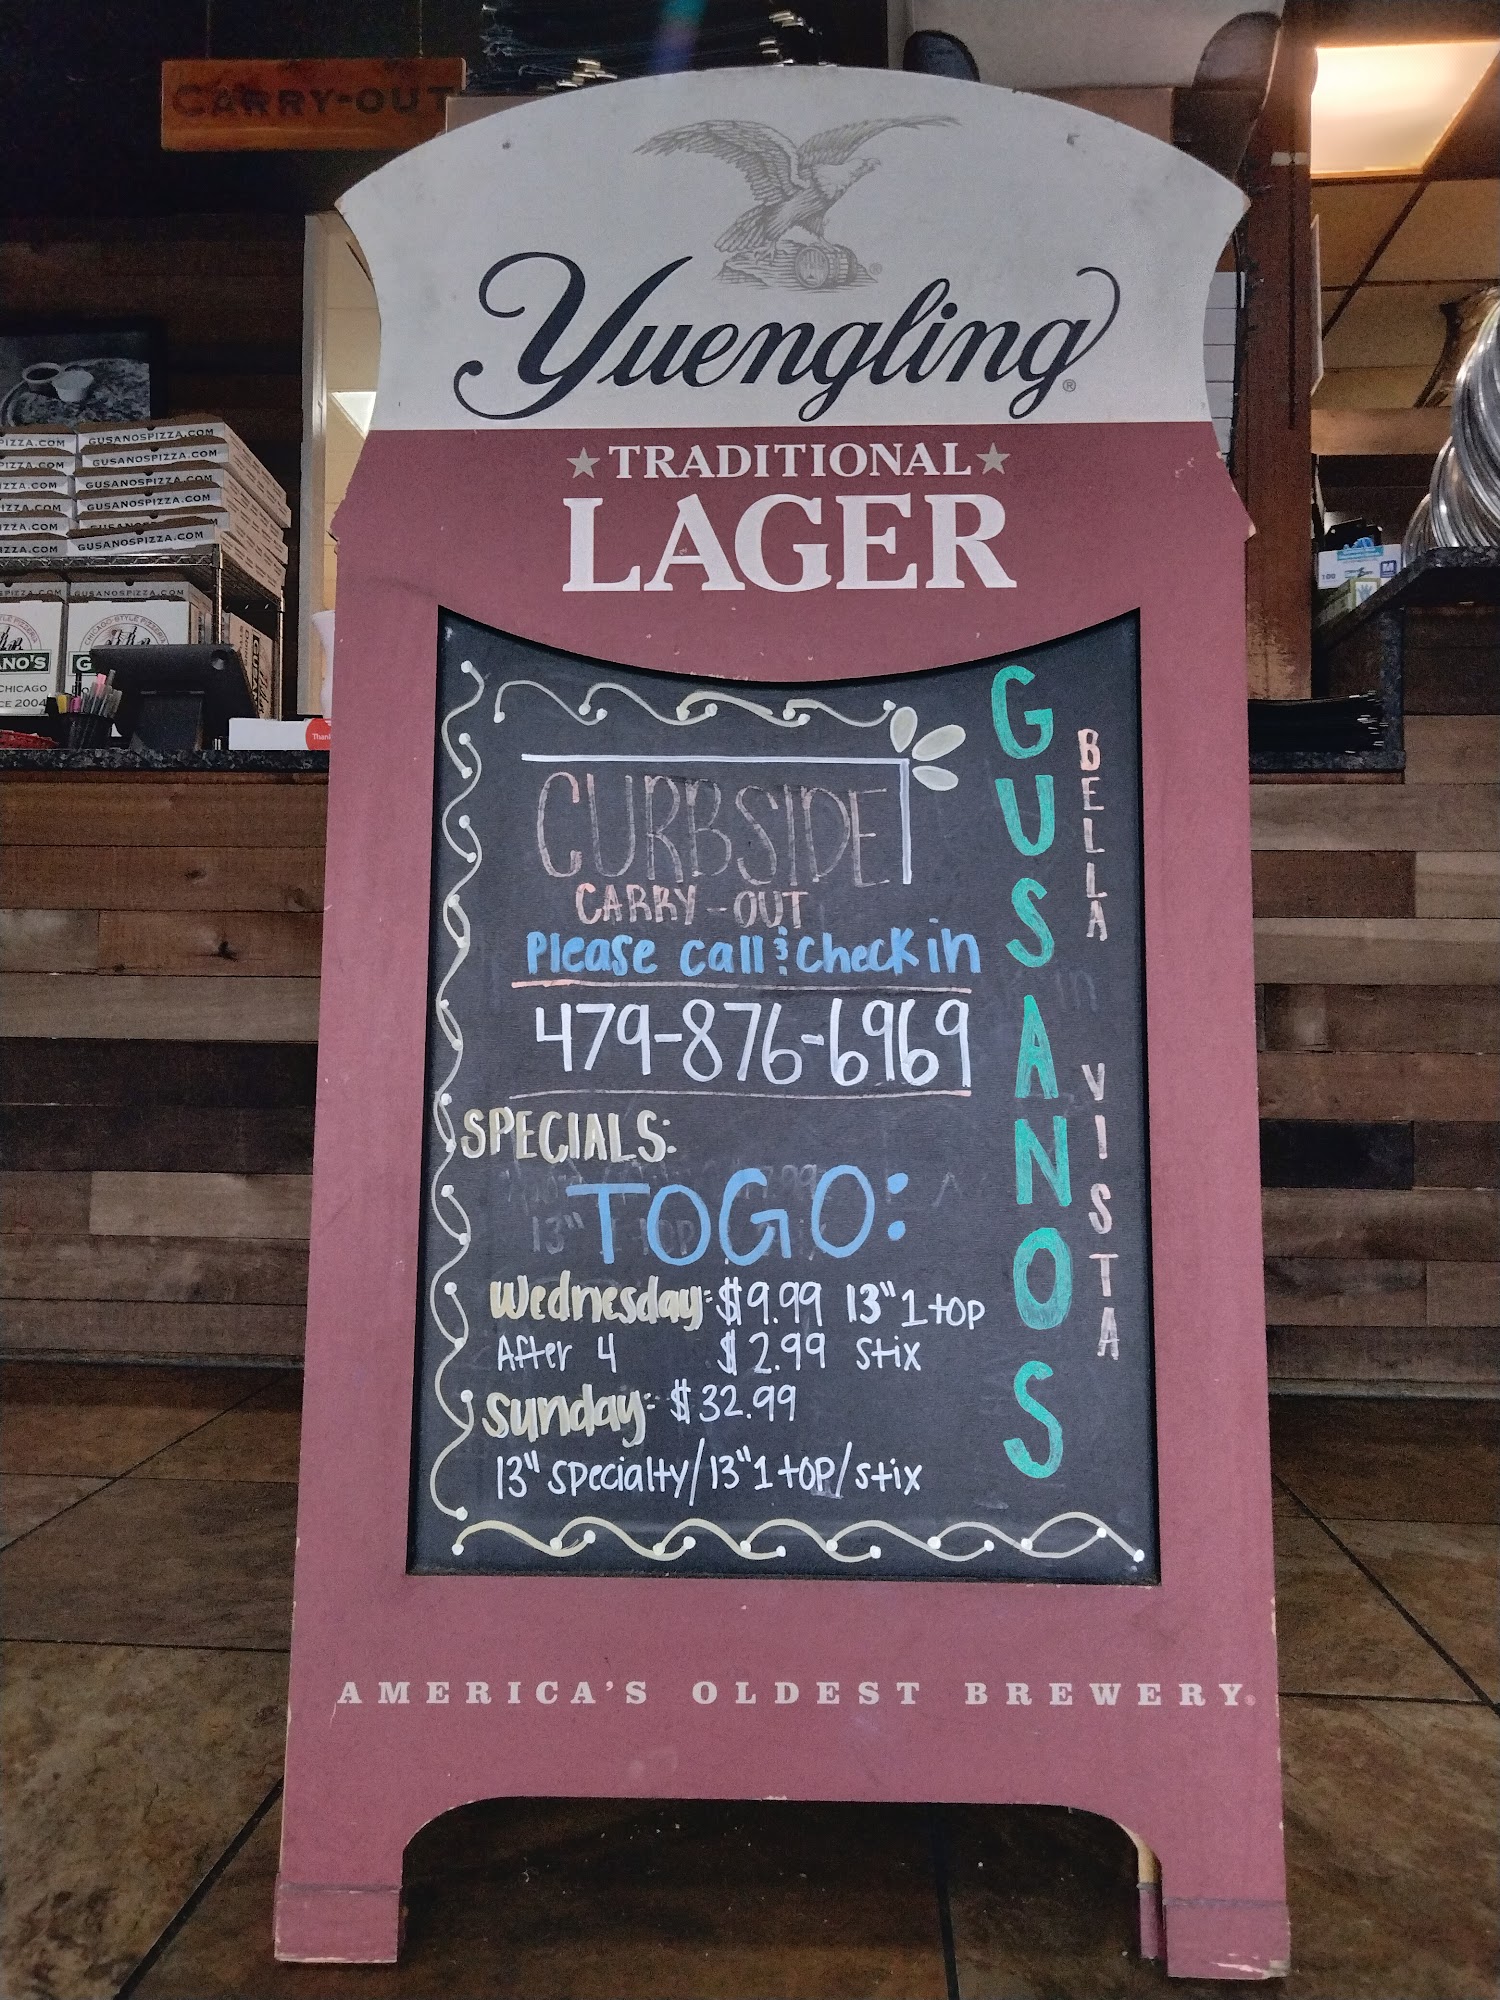 CARRY-OUT
Yuengling
TRADITIONAL
LAGER
CURBSIDE
CARRY-OUT
Please call & check in
479-876-6969
SPECIALS:
TOGO:
Wednesday: $9.99 13" 1 top
After 4 $2.99 stix
Sunday: $32.99
13" specialty/13" 1 top/stix
GUSANOS
BELLA VISTA
AMERICA'S OLDEST BREWERY
GUSANOSPIZZA.COM
GUSANOSPIZZA.COM
GUSANOSPIZZA.COM
GUSANOSPIZZA.COM
GUSANOSPIZZA.COM
GUSANOSPIZZA.COM